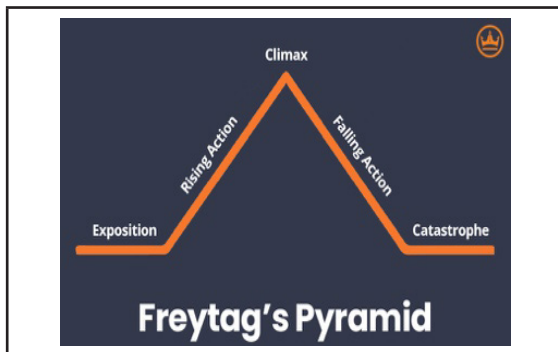 Climax
Rising Action
Falling Action
Exposition
Catastrophe
Freytag's Pyramid